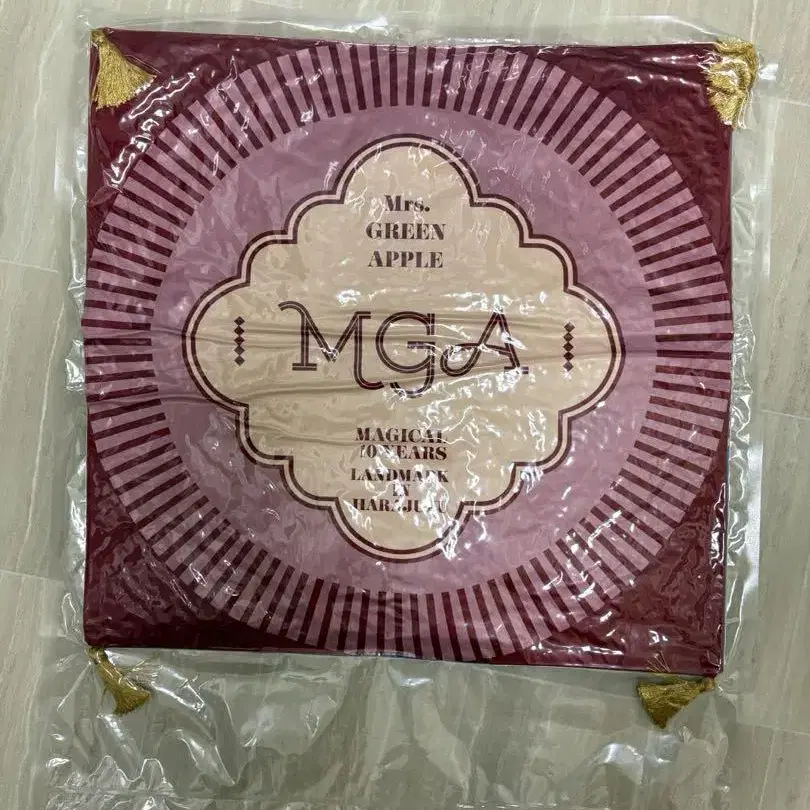 Mrs.
GREEN
APPLE
MGA
MAGICAL
10 YEARS
LANDMARK
IN
HARAJUKU